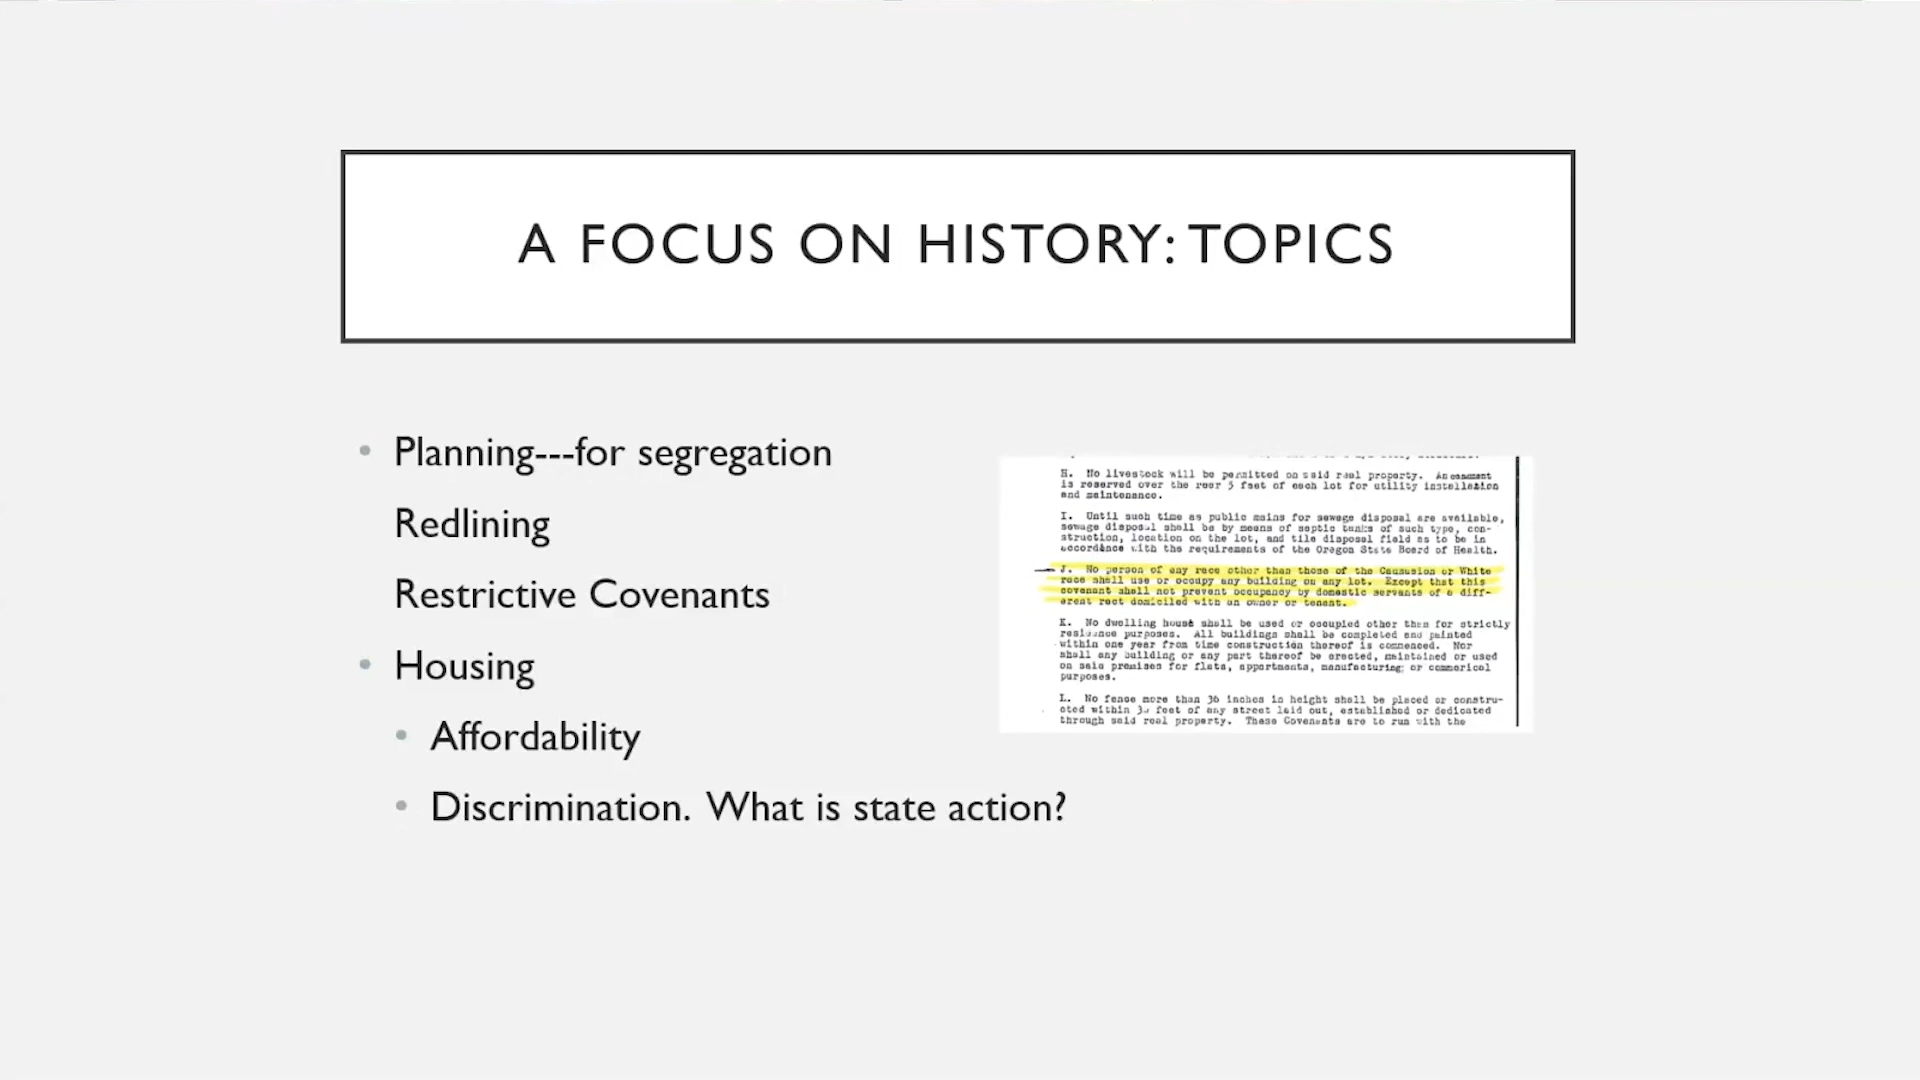 A FOCUS ON HISTORY: TOPICS
Planning---for segregation
Redlining
Restrictive Covenants
Housing
Affordability
Discrimination. What is state action?
H. No livestock will be permitted on said real property. An easement
is reserved over the rear 5 feet of each lot for utility installation
and maintenance.
I. Until such time as public mains for sewage disposal are available,
sewage disposal shall be by means of septic tanks of such type, con-
struction, location on the lot, and tile disposal field as to be in
accordance with the requirements of the Oregon State Board of Health.
J. No person of any race other than those of the Caucasion or White
race shall use or occupy any building on any lot. Except that this
covenant shall not prevent occupancy by domestic servants of a diff-
erent rect domiciled with an owner or tenant.
K. No dwelling house shall be used or occupied other than for strictly
residence purposes. All buildings shall be completed and painted
within one year from time construction thereof is commenced. Nor
shall any building or any part thereof be erected, maintained or used
on said premises for flats, appartments, manufacturing or commerical
purposes.
L. No fence more than 36 inches in height shall be placed or constru-
cted within feet of any street laid out, established or dedicated
through said real property. These Covenants are to run with the